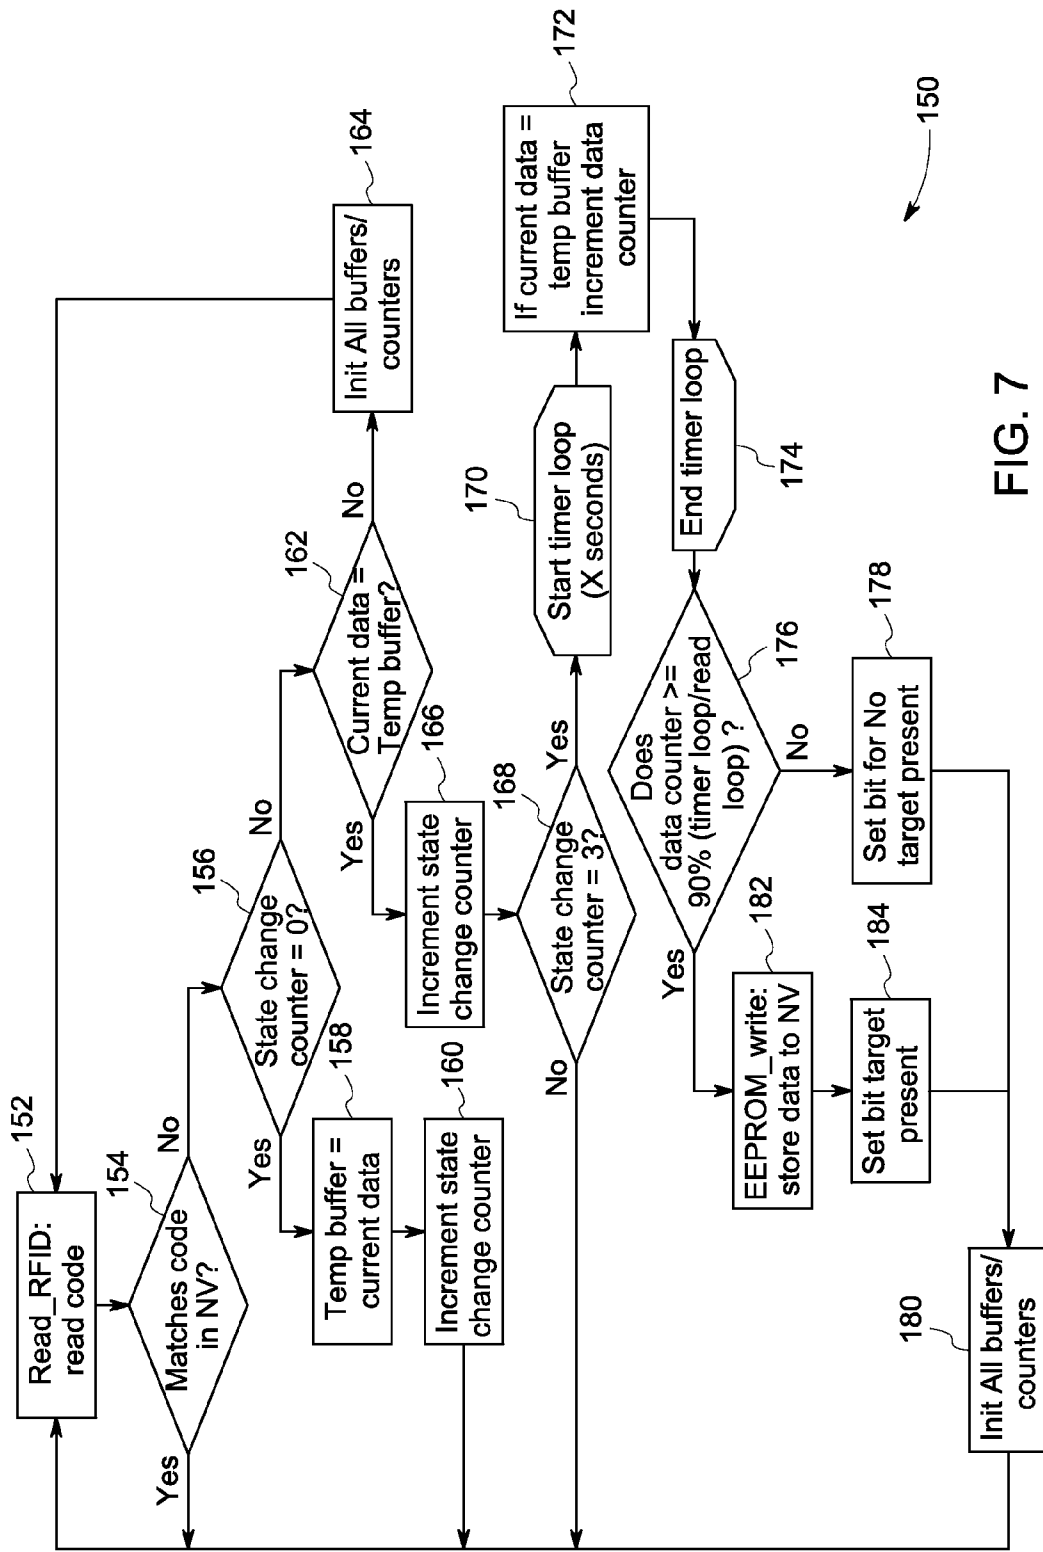 152
Read_RFID:
read code
154
Matches code
in NV?
Yes
No
156
State change
counter = 0?
Yes
No
158
Temp buffer =
current data
160
Increment state
change counter
162
Current data =
Temp buffer?
Yes
No
164
Init All buffers/
counters
166
Increment state
change counter
168
State change
counter = 3?
No
Yes
170
Start timer loop
(X seconds)
172
If current data =
temp buffer
increment data
counter
End timer loop
174
Does
data counter >=
90% (timer loop/read
loop) ?
176
Yes
No
178
Set bit for No
target present
182
EEPROM_write:
store data to NV
184
Set bit target
present
180
Init All buffers/
counters
150
FIG. 7